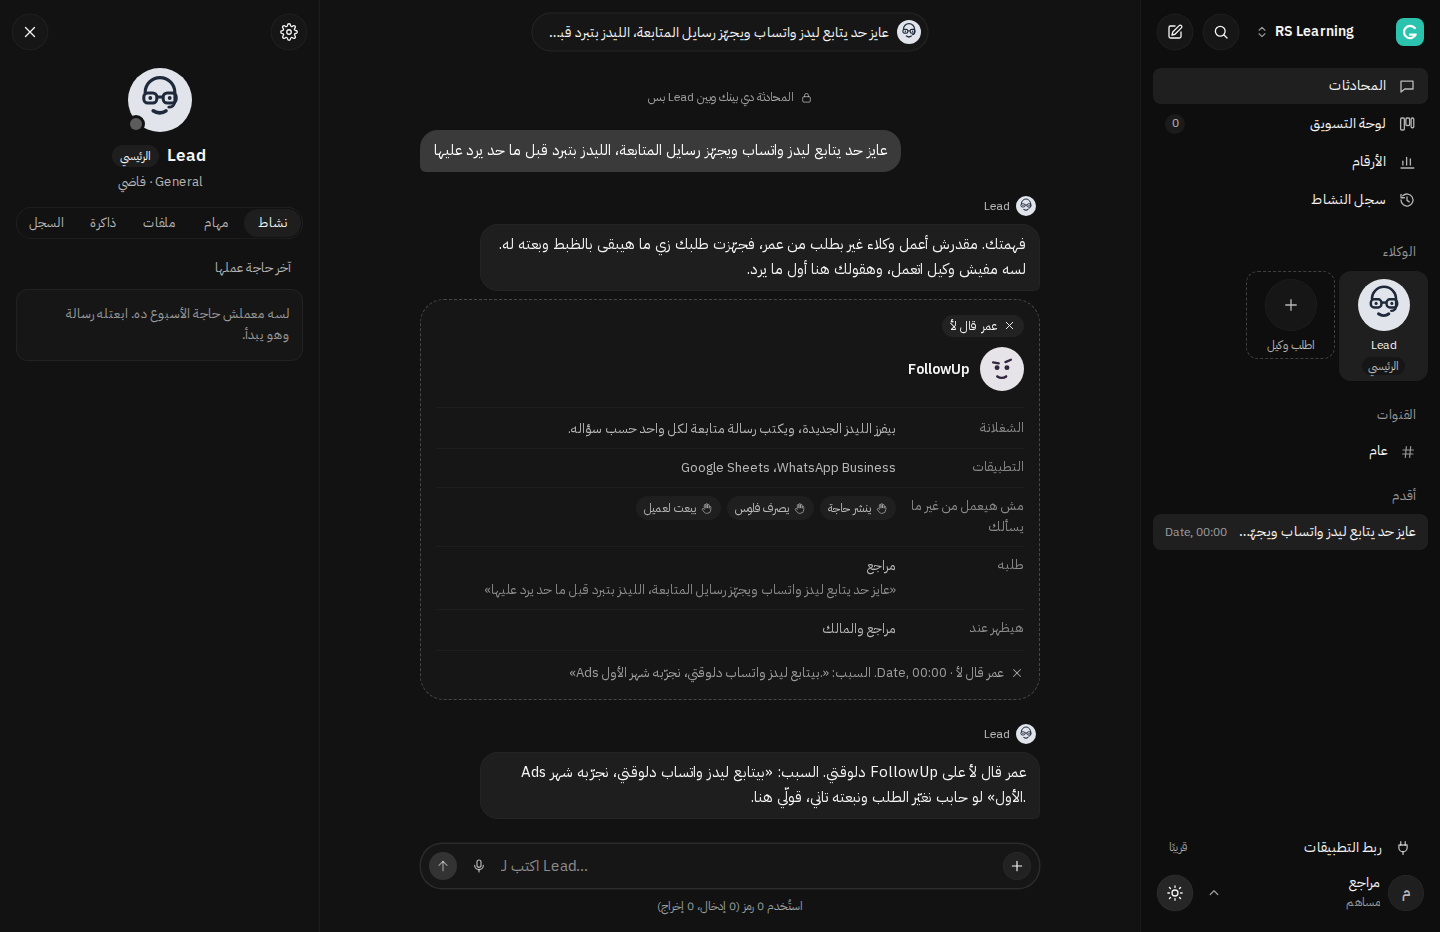 RS Learning
المحادثات
لوحة التسويق
0
الأرقام
سجل النشاط
الوكلاء
Lead
الرئيسي
اطلب وكيل
القنوات
عام
أقدم
عايز حد يتابع ليدز واتساب ويجهّز...
Date, 00:00
ربط التطبيقات
قريبًا
م
مراجع
مساهم
عايز حد يتابع ليدز واتساب ويجهّز رسايل المتابعة، الليدز بتبرد قبـ...
المحادثة دي بينك وبين Lead بس
عايز حد يتابع ليدز واتساب ويجهّز رسايل المتابعة، الليدز بتبرد قبل ما حد يرد عليها
Lead
فهمتك. مقدرش أعمل وكلاء غير بطلب من عمر، فجهّزت طلبك زي ما هيبقى بالظبط وبعته له.
لسه مفيش وكيل اتعمل، وهقولك هنا أول ما يرد.
عمر قال لأ
FollowUp
الشغلانة
بيفرز الليدز الجديدة، ويكتب رسالة متابعة لكل واحد حسب سؤاله.
التطبيقات
Google Sheets ،WhatsApp Business
مش هيعمل من غير ما
يسألك
ينشر حاجة
يصرف فلوس
يبعت لعميل
طلبه
مراجع
«عايز حد يتابع ليدز واتساب ويجهّز رسايل المتابعة، الليدز بتبرد قبل ما حد يرد عليها»
هيظهر عند
مراجع والمالك
عمر قال لأ · Date, 00:00. السبب: «.بيتابع ليدز واتساب دلوقتي، نجرّبه شهر الأول Ads»
Lead
عمر قال لأ على FollowUp دلوقتي. السبب: «بيتابع ليدز واتساب دلوقتي، نجرّبه شهر Ads
.الأول» لو حابب نغيّر الطلب ونبعته تاني، قولّي هنا.
اكتب لـ Lead...
استُخدم 0 رمز (0 إدخال، 0 إخراج)
Lead
الرئيسي
General · فاضي
نشاط
مهام
ملفات
ذاكرة
السجل
آخر حاجة عملها
لسه معملش حاجة الأسبوع ده. ابعتله رسالة
وهو يبدأ.